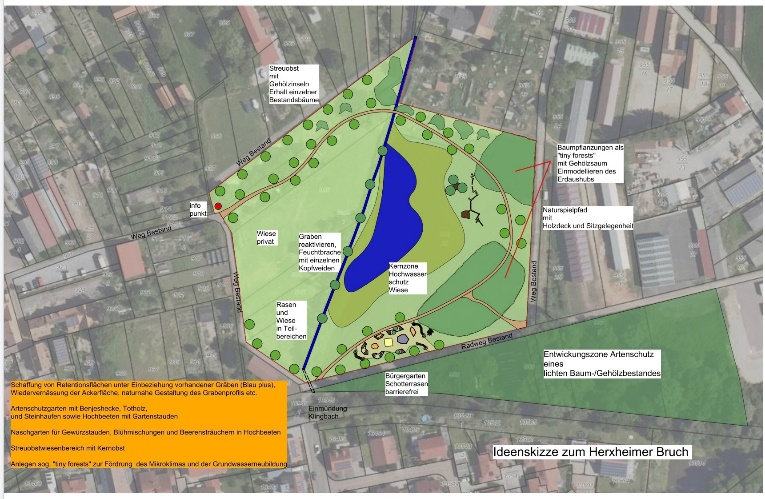 Streuobst
mit
Gehölzinseln
Erhalt einzelner
Bestandsbäume
Weg Bestand
Baumpflanzungen als
"tiny forests"
mit Gehölzsaum
Einmodellieren des
Erdaushubs
Info
punkt
Weg Bestand
Wiese
privat
Graben
reaktivieren,
Feuchtbrache
mit einzelnen
Kopfweiden
Naturspielpfad
mit
Holzdeck und Sitzgelegenheit
Kernzone
Hochwasser
schutz
Wiese
Weg Bestand
Weg Bestand
Rasen
und
Wiese
in Teil-
bereichen
Radweg Bestand
Entwickungszone Artenschutz
eines
lichten Baum-/Gehölzbestandes
Bürgergarten
Schotterrasen
barrierefrei
Einmündung
Klingbach
Schaffung von Retentionsflächen unter Einbeziehung vorhandener Gräben (Blau plus),
Wiedervernässung der Ackerfläche, naturnahe Gestaltung des Grabenprofils etc.
Artenschutzgarten mit Benjeshecke, Totholz,
und Steinhaufen sowie Hochbeeten mit Gartenstauden
Naschgarten für Gewürzstauden, Blühmischungen und Beerensträuchern in Hochbeeten
Streuobstwiesenbereich mit Kernobst
Anlegen sog. "tiny forests" zur Fördrung des Mikroklimas und der Grundwasserneubildung
Ideenskizze zum Herxheimer Bruch